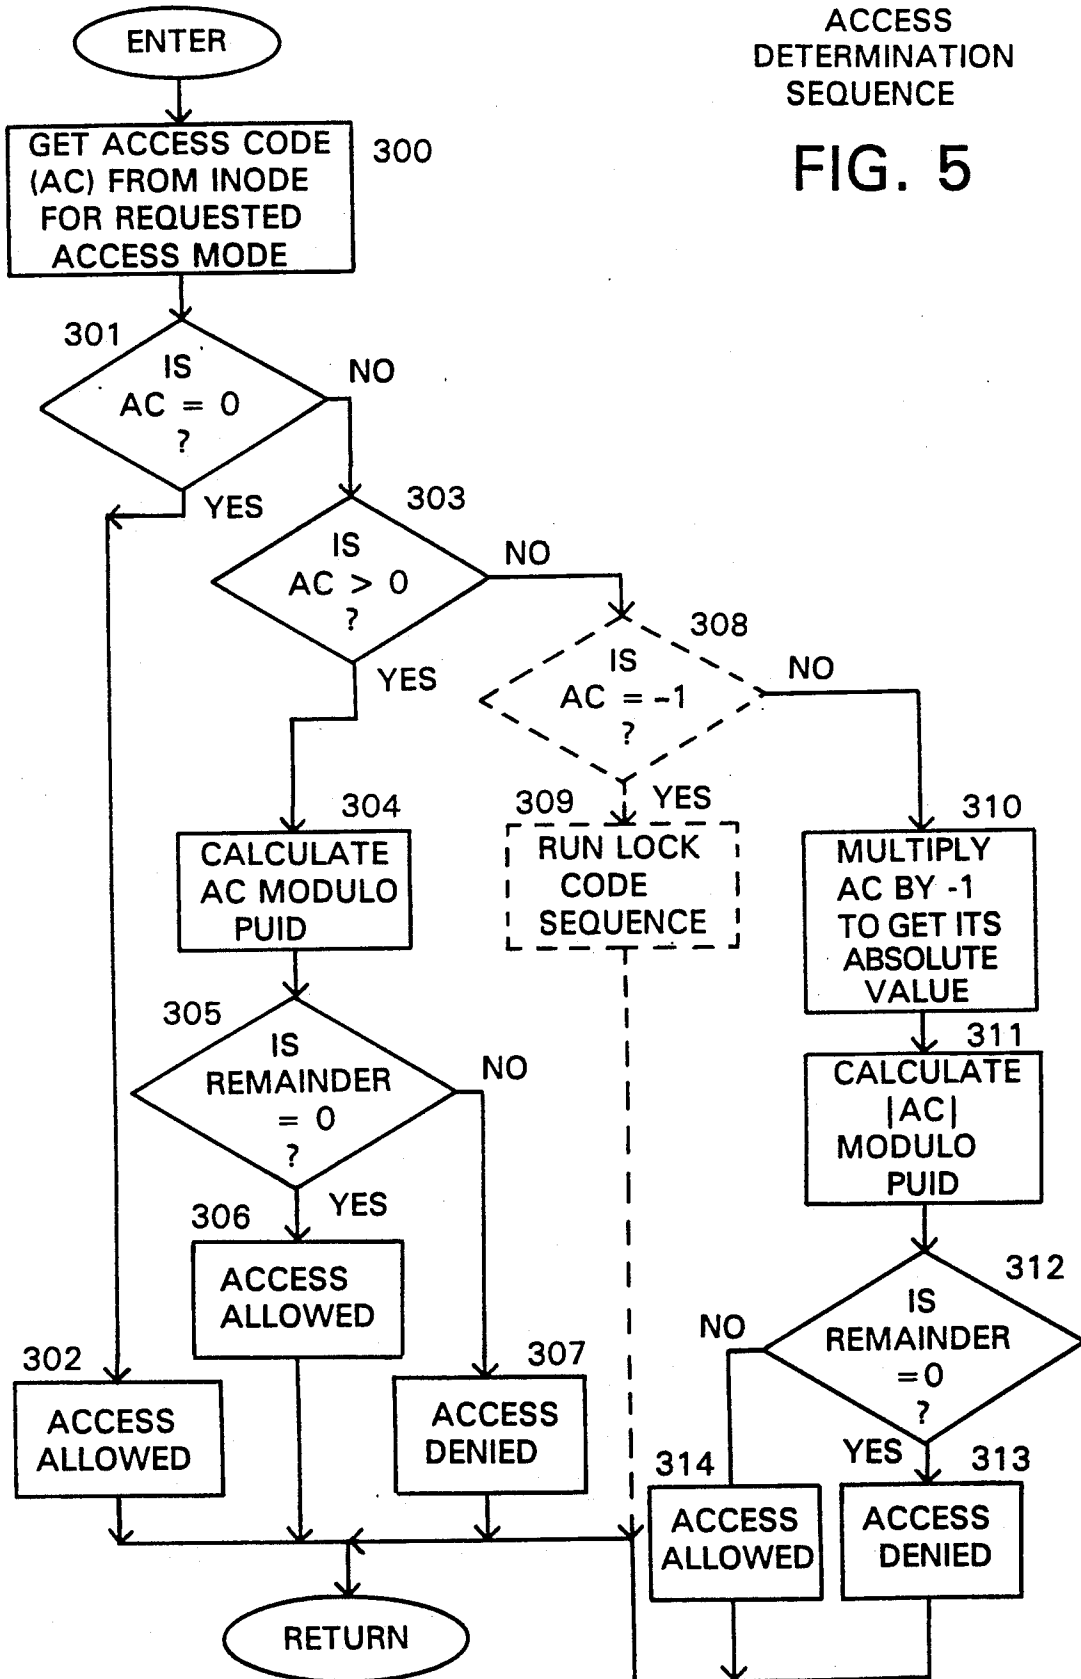 ENTER
ACCESS
DETERMINATION
SEQUENCE
FIG. 5
GET ACCESS CODE
(AC) FROM INODE
FOR REQUESTED
ACCESS MODE
300
301
IS
AC = 0
?
NO
YES
303
IS
AC > 0
?
NO
YES
308
IS
AC = -1
?
NO
YES
304
CALCULATE
AC MODULO
PUID
309
RUN LOCK
CODE
SEQUENCE
310
MULTIPLY
AC BY -1
TO GET ITS
ABSOLUTE
VALUE
305
IS
REMAINDER
= 0
?
NO
YES
311
CALCULATE
|AC|
MODULO
PUID
306
ACCESS
ALLOWED
312
IS
REMAINDER
=0
?
NO
YES
302
ACCESS
ALLOWED
307
ACCESS
DENIED
314
ACCESS
ALLOWED
313
ACCESS
DENIED
RETURN